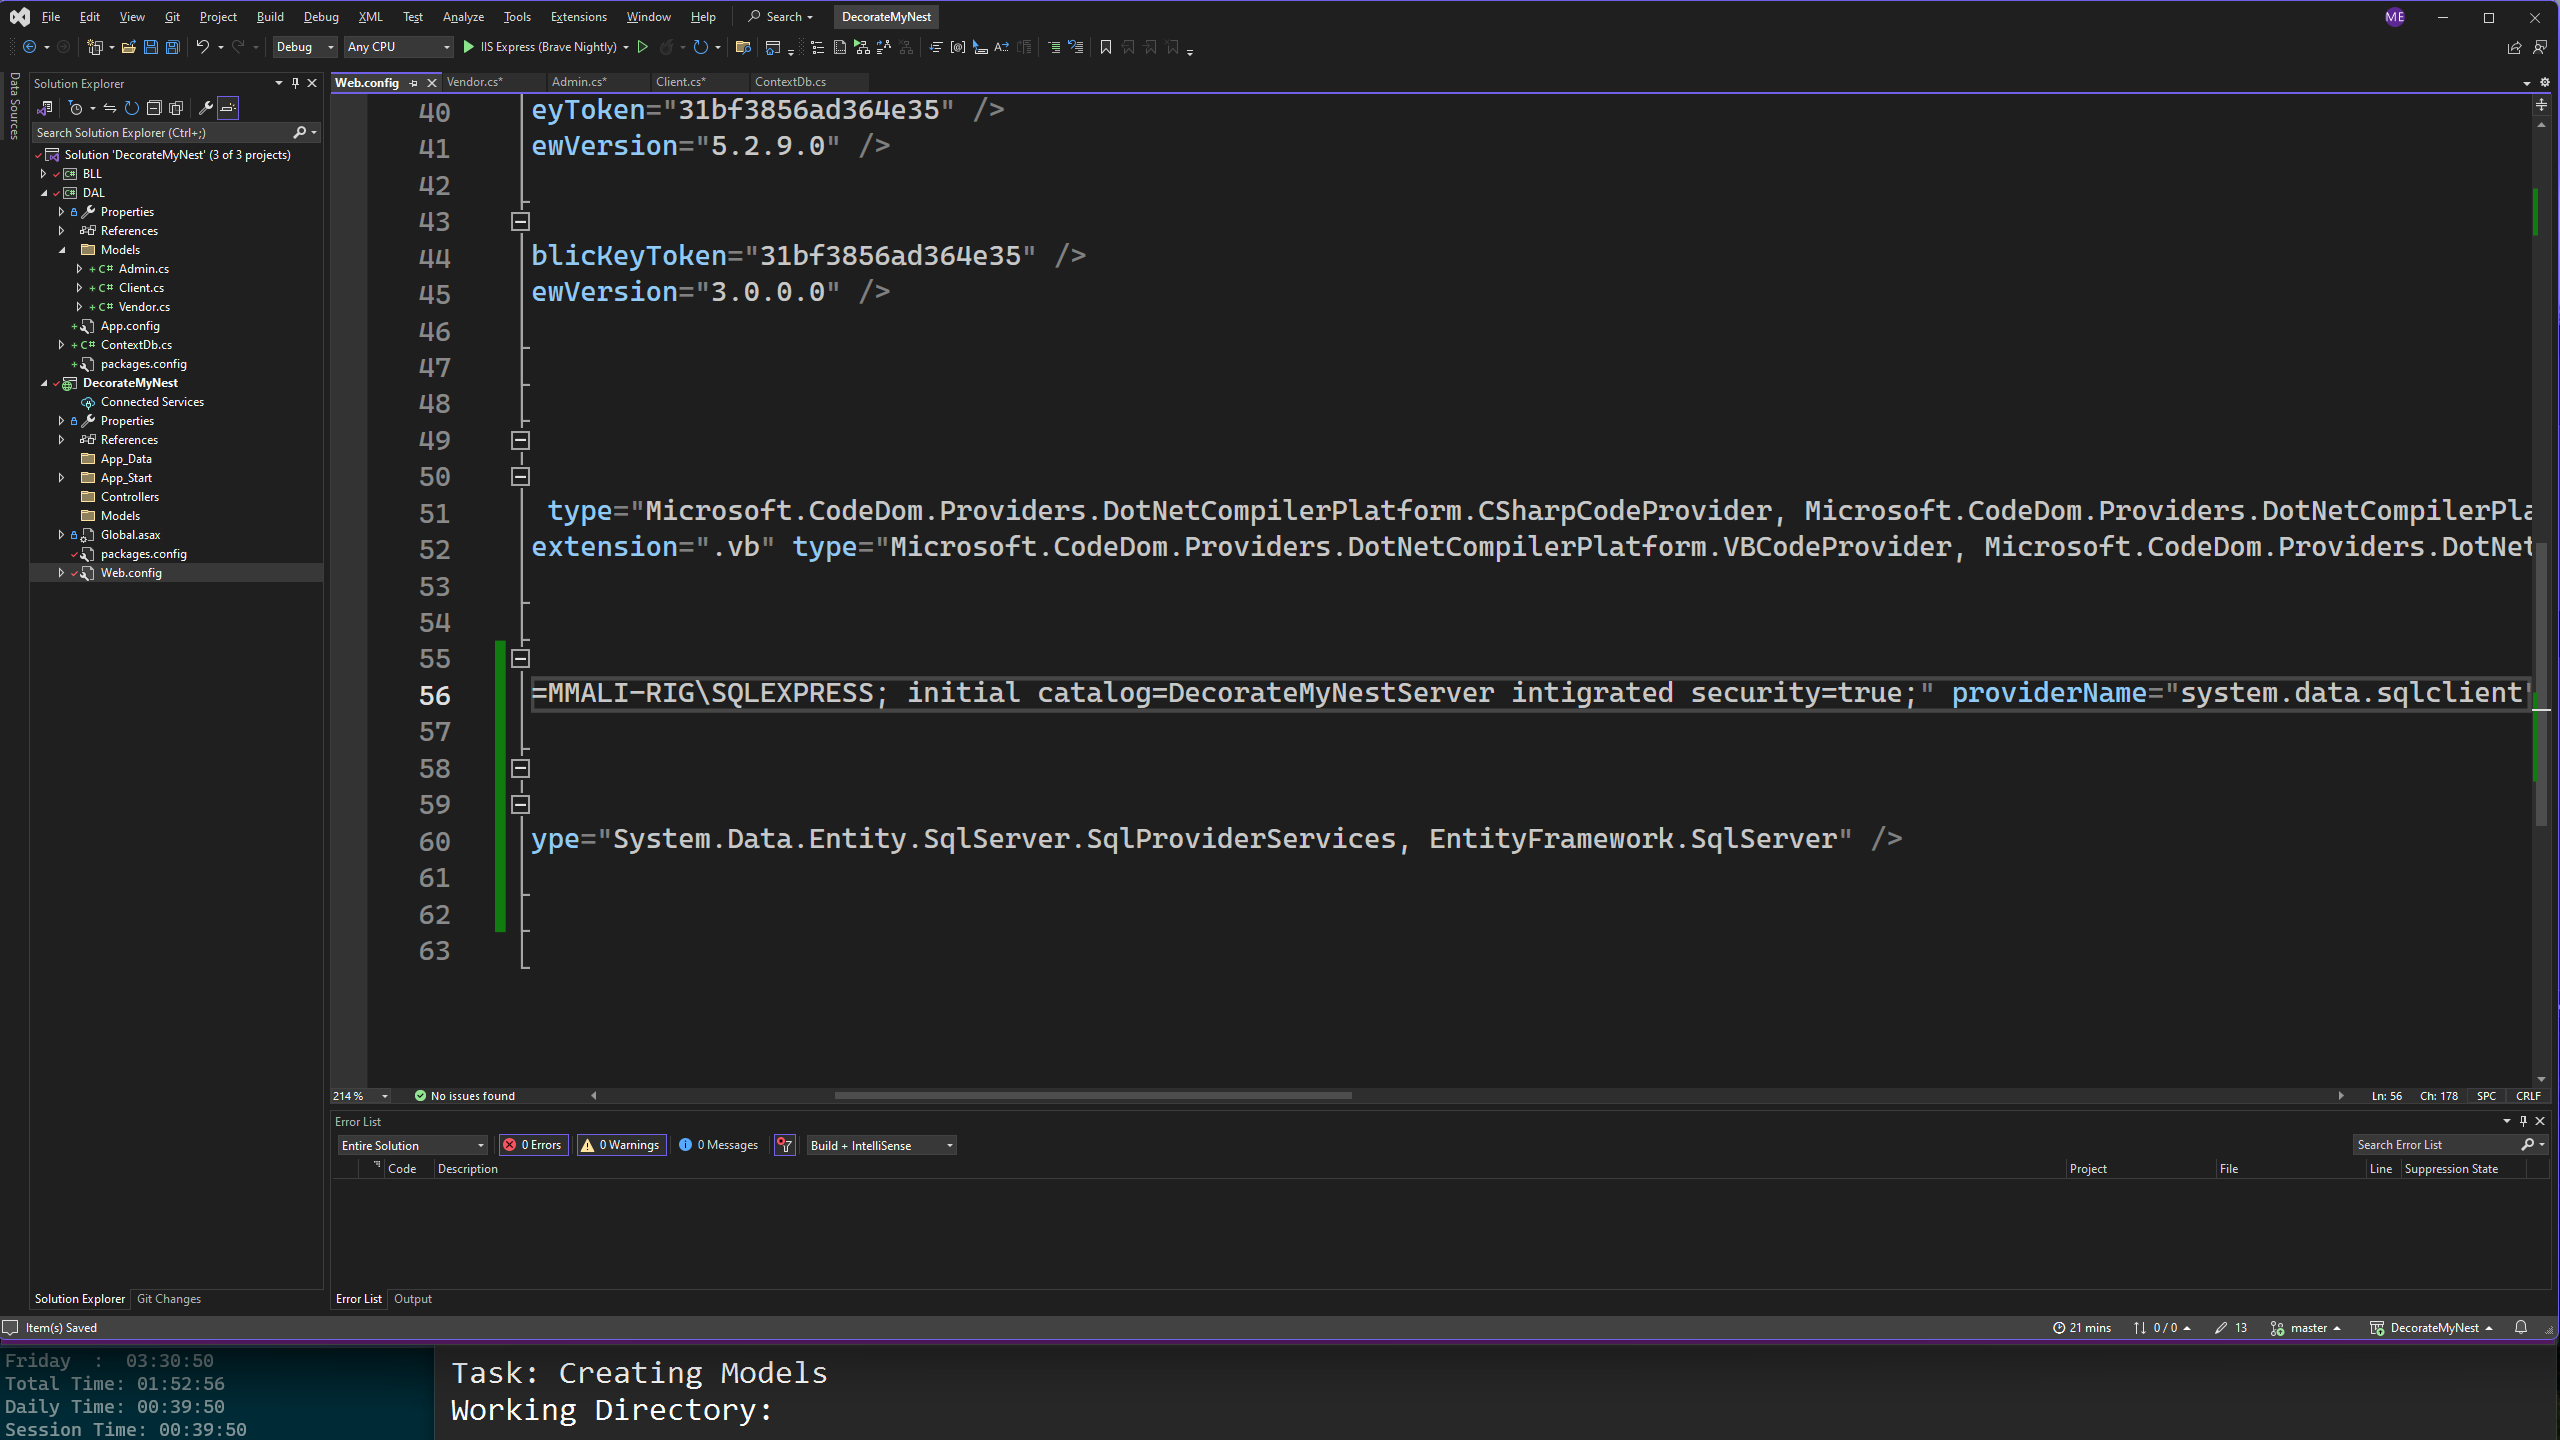 File Edit View Git Project Build Debug XML Test Analyze Tools Extensions Window Help Search DecorateMyNest ME
Debug Any CPU IIS Express (Brave Nightly)
Data Sources
Solution Explorer
Search Solution Explorer (Ctrl+;)
Solution 'DecorateMyNest' (3 of 3 projects)
BLL
DAL
Properties
References
Models
C# Admin.cs
C# Client.cs
C# Vendor.cs
App.config
C# ContextDb.cs
packages.config
DecorateMyNest
Connected Services
Properties
References
App_Data
App_Start
Controllers
Models
Global.asax
packages.config
Web.config
Solution Explorer Git Changes
Web.config Vendor.cs* Admin.cs* Client.cs* ContextDb.cs
40 eyToken="31bf3856ad364e35" />
41 ewVersion="5.2.9.0" />
42
43
44 blicKeyToken="31bf3856ad364e35" />
45 ewVersion="3.0.0.0" />
46
47
48
49
50
51 type="Microsoft.CodeDom.Providers.DotNetCompilerPlatform.CSharpCodeProvider, Microsoft.CodeDom.Providers.DotNetCompilerPla
52 extension=".vb" type="Microsoft.CodeDom.Providers.DotNetCompilerPlatform.VBCodeProvider, Microsoft.CodeDom.Providers.DotNet
53
54
55
56 =MMALI-RIG\SQLEXPRESS; initial catalog=DecorateMyNestServer intigrated security=true;" providerName="system.data.sqlclient"
57
58
59
60 ype="System.Data.Entity.SqlServer.SqlProviderServices, EntityFramework.SqlServer" />
61
62
63
214 % No issues found Ln: 56 Ch: 178 SPC CRLF
Error List
Entire Solution 0 Errors 0 Warnings 0 Messages Build + IntelliSense Search Error List
Code Description Project File Line Suppression State
Error List Output
Item(s) Saved 21 mins 0 / 0 13 master DecorateMyNest
Friday : 03:30:50
Total Time: 01:52:56
Daily Time: 00:39:50
Session Time: 00:39:50
Task: Creating Models
Working Directory: